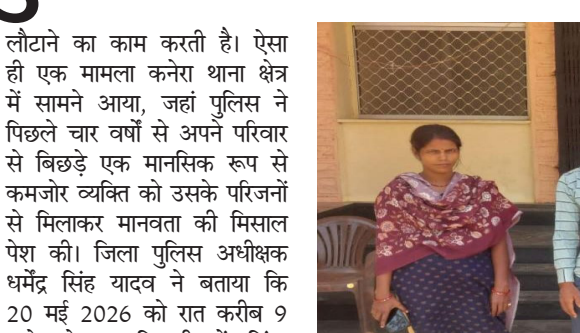 लौटाने का काम करती है। ऐसा
ही एक मामला कनेरा थाना क्षेत्र
में सामने आया, जहां पुलिस ने
पिछले चार वर्षों से अपने परिवार
से बिछड़े एक मानसिक रूप से
कमजोर व्यक्ति को उसके परिजनों
से मिलाकर मानवता की मिसाल
पेश की। जिला पुलिस अधीक्षक
धर्मेंद्र सिंह यादव ने बताया कि
20 मई 2026 को रात करीब 9